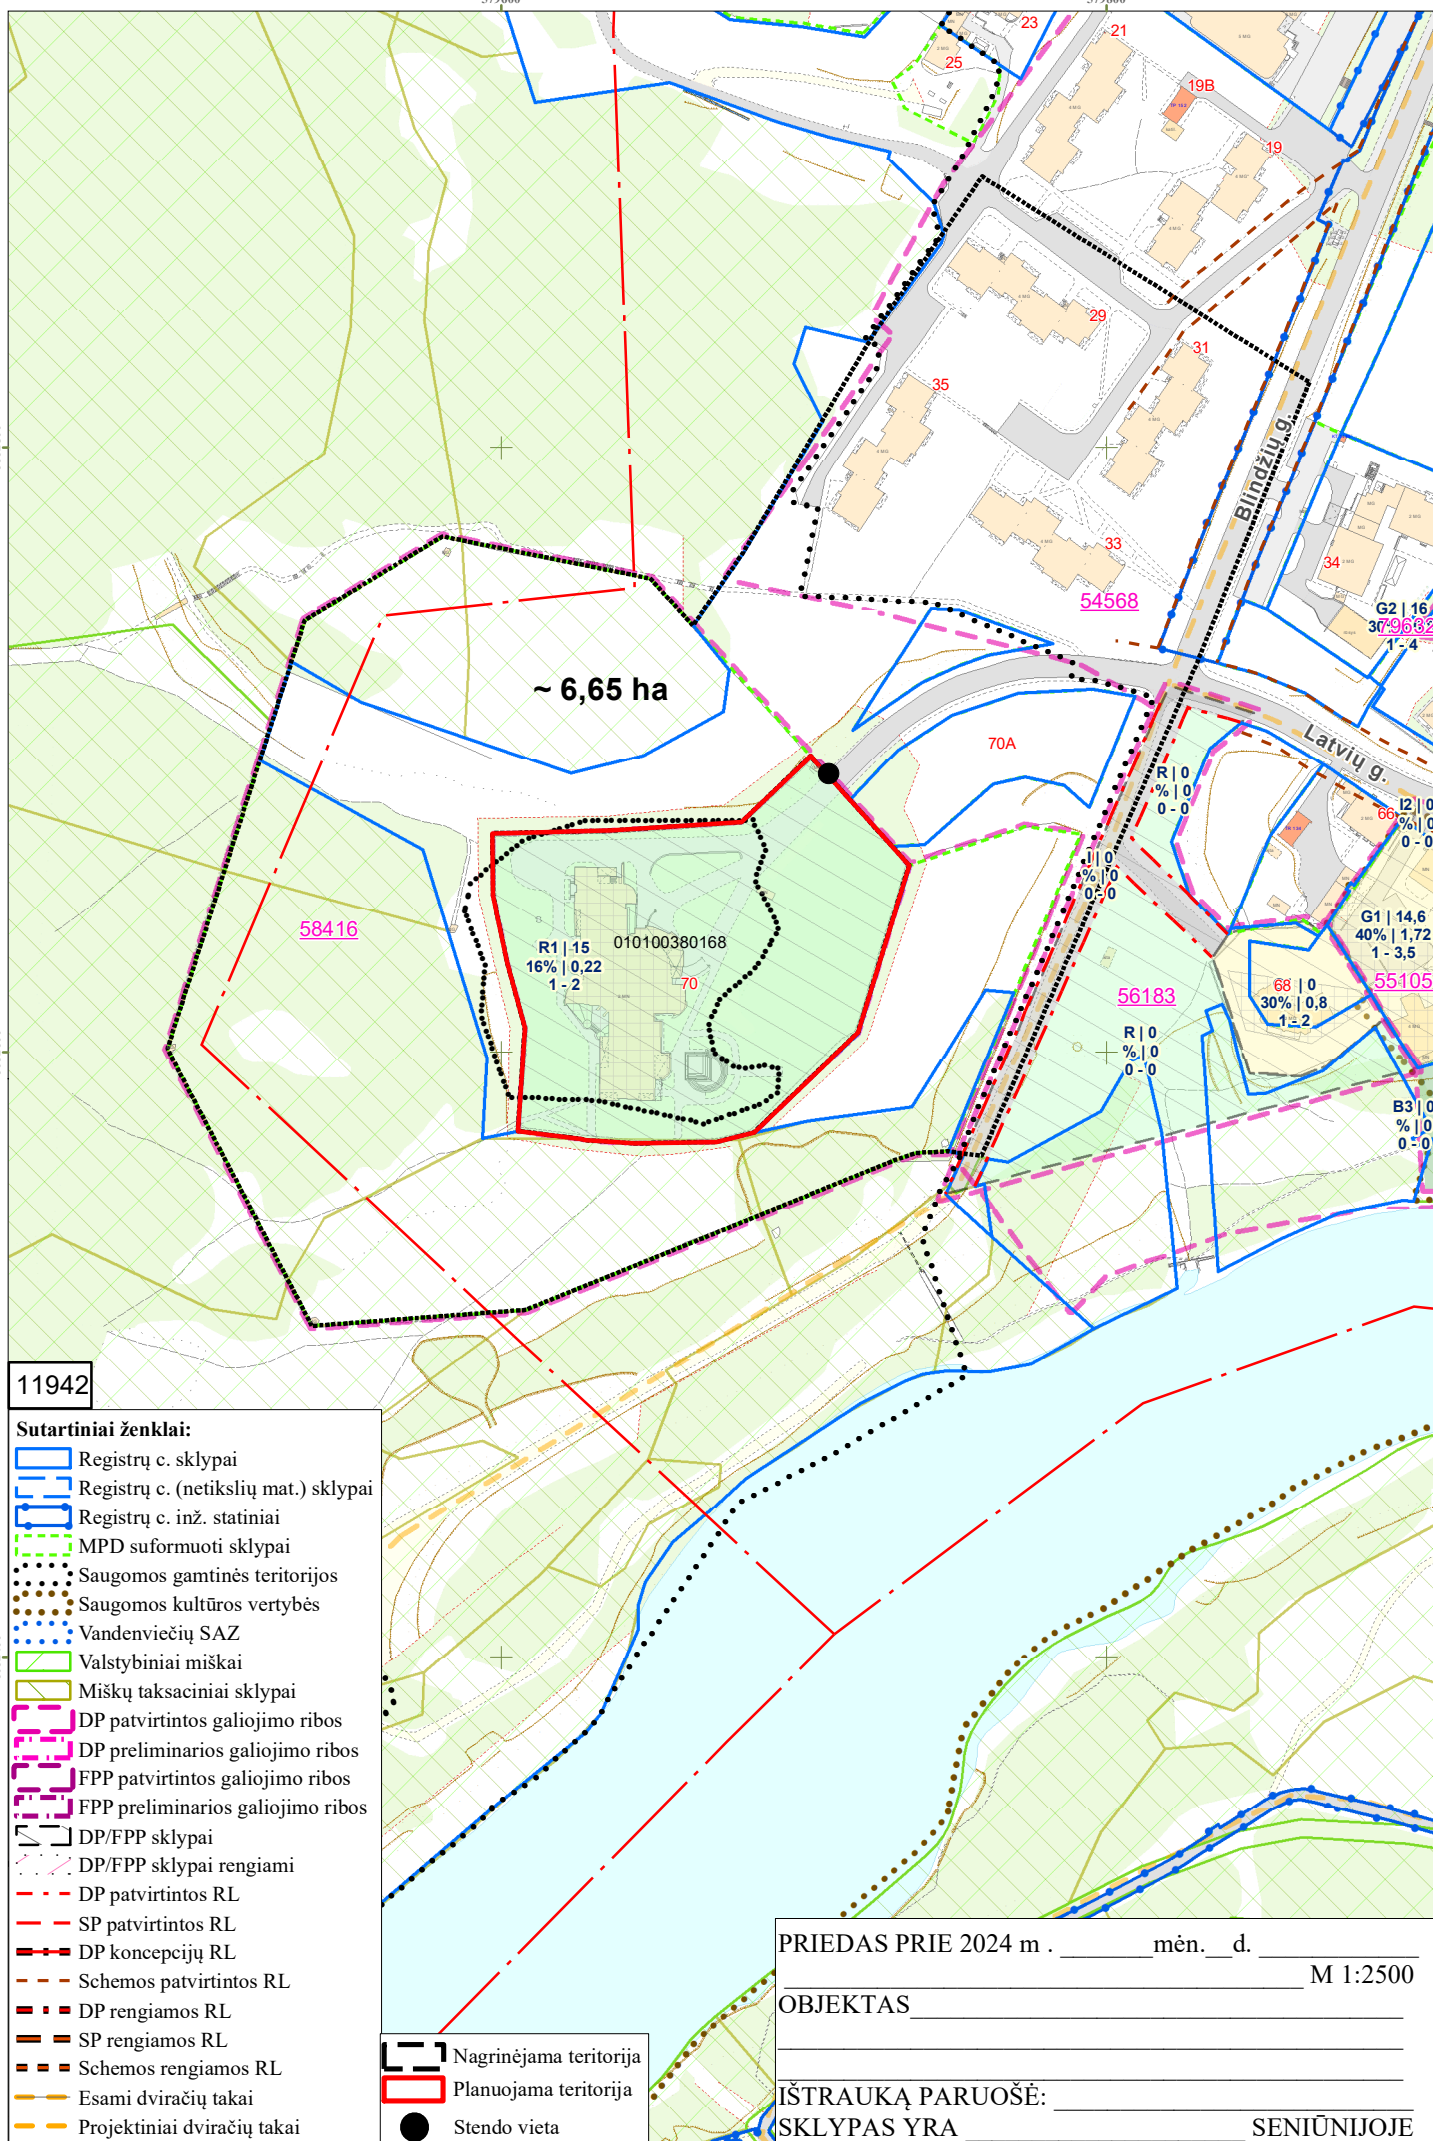 23
21
25
19B
19
29
31
35
33
34
54568
Blindžių g.
G2 | 16
79632
1 - 4
~ 6,65 ha
70A
Latvių g.
R | 0
% | 0
0 - 0
66
I2 | 0
% | 0
0 - 0
I | 0
% | 0
0 - 0
58416
R1 | 15
16% | 0,22
1 - 2
010100380168
70
G1 | 14,6
40% | 1,72
1 - 3,5
55105
56183
68 | 0
30% | 0,8
1 - 2
R | 0
% | 0
0 - 0
B3 | 0
% | 0
0 - 0
11942
Sutartiniai ženklai:
Registrų c. sklypai
Registrų c. (netikslių mat.) sklypai
Registrų c. inž. statiniai
MPD suformuoti sklypai
Saugomos gamtinės teritorijos
Saugomos kultūros vertybės
Vandenviečių SAZ
Valstybiniai miškai
Miškų taksaciniai sklypai
DP patvirtintos galiojimo ribos
DP preliminarios galiojimo ribos
FPP patvirtintos galiojimo ribos
FPP preliminarios galiojimo ribos
DP/FPP sklypai
DP/FPP sklypai rengiami
DP patvirtintos RL
SP patvirtintos RL
DP koncepcijų RL
Schemos patvirtintos RL
DP rengiamos RL
SP rengiamos RL
Schemos rengiamos RL
Esami dviračių takai
Projektiniai dviračių takai
Nagrinėjama teritorija
Planuojama teritorija
Stendo vieta
PRIEDAS PRIE 2024 m . _______mėn.__d. ____________
_______________________________________ M 1:2500
OBJEKTAS_____________________________________
IŠTRAUKĄ PARUOŠĖ: ___________________________
SKLYPAS YRA _____________________ SENIŪNIJOJE